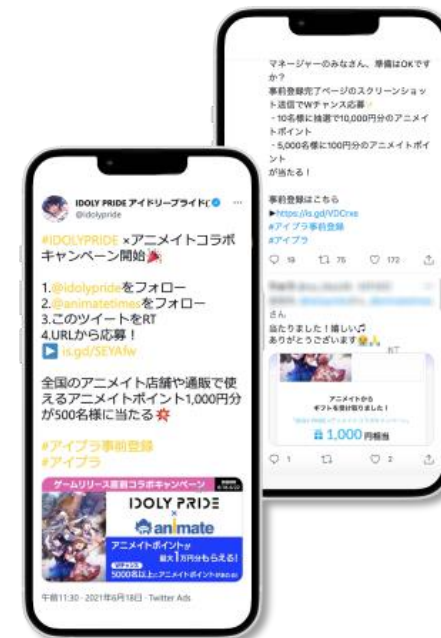 IDOLY PRIDE アイドリープライド
@idolypride
#IDOLYPRIDE ×アニメイトコラボ
キャンペーン開始🎉
1.@idolyprideをフォロー
2.@animatetimesをフォロー
3.このツイートをRT
4.URLから応募！
▶ is.gd/SEYAfw
全国のアニメイト店舗や通販で使
えるアニメイトポイント1,000円分
が500名様に当たる💥
#アイプラ事前登録
#アイプラ
ゲームリリース直前コラボキャンペーン
IDOLY PRIDE
×
animate
アニメイトポイントが
最大1万円分もらえる！
Wチャンス
5000名以上にアニメイトポイントが当たる！
午前11:30・2021年6月18日・Twitter Ads
マネージャーのみなさん、準備はOKです
か？
事前登録完了ページのスクリーンショッ
ト送信でWチャンス応募
- 10名様に抽選で10,000円分のアニメイ
トポイント
- 5,000名様に100円分のアニメイトポイ
ント
が当たる！
事前登録はこちら
▶https://is.gd/VDCrxe
#アイプラ事前登録
#アイプラ
19 75 172
さん
当たりました！嬉しい♫
ありがとうございます😭🙏
アニメイトから
ギフトを受け取りました！
1,000 円相当
1 2